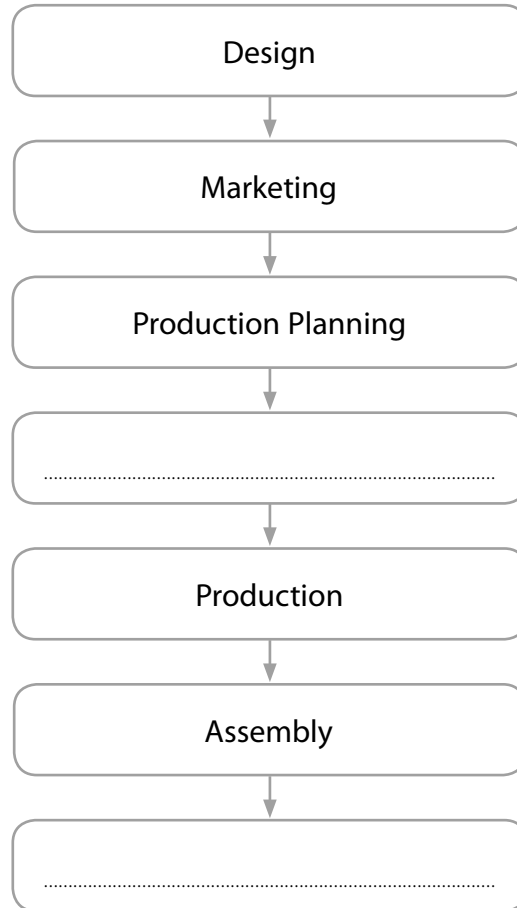 Design
Marketing
Production Planning
Production
Assembly